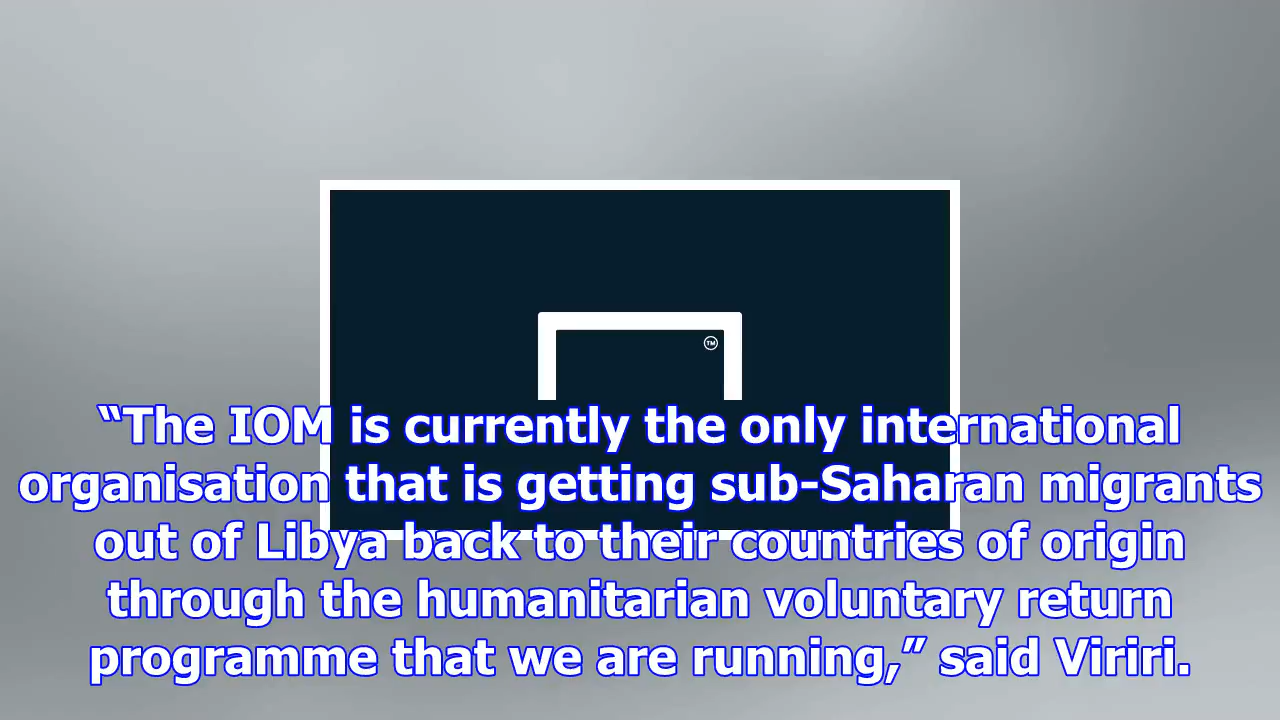 TM
“The IOM is currently the only international
organisation that is getting sub-Saharan migrants
out of Libya back to their countries of origin
through the humanitarian voluntary return
programme that we are running,” said Viriri.